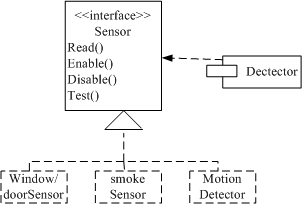 <<interface>>
Sensor
Read()
Enable()
Disable()
Test()
Dectector
Window/
doorSensor
smoke
Sensor
Motion
Detector